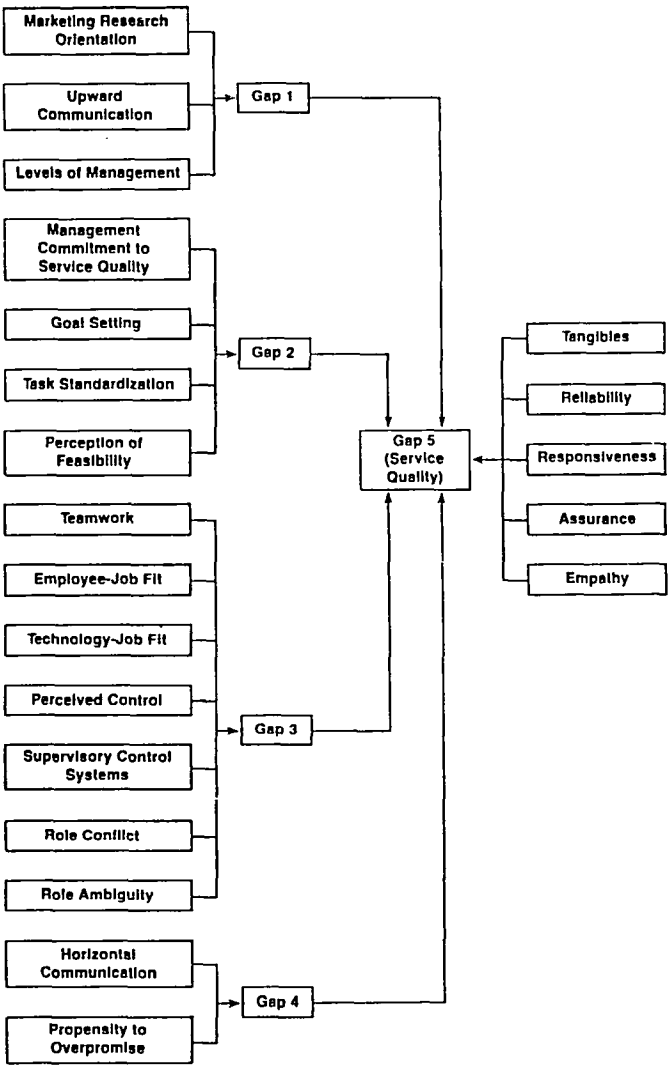 Marketing Research
Orientation
Upward
Communication
Levels of Management
Gap 1
Management
Commitment to
Service Quality
Goal Setting
Task Standardization
Perception of
Feasibility
Gap 2
Teamwork
Employee-Job Fit
Technology-Job Fit
Perceived Control
Supervisory Control
Systems
Role Conflict
Role Ambiguity
Gap 3
Horizontal
Communication
Propensity to
Overpromise
Gap 4
Gap 5
(Service
Quality)
Tangibles
Reliability
Responsiveness
Assurance
Empathy